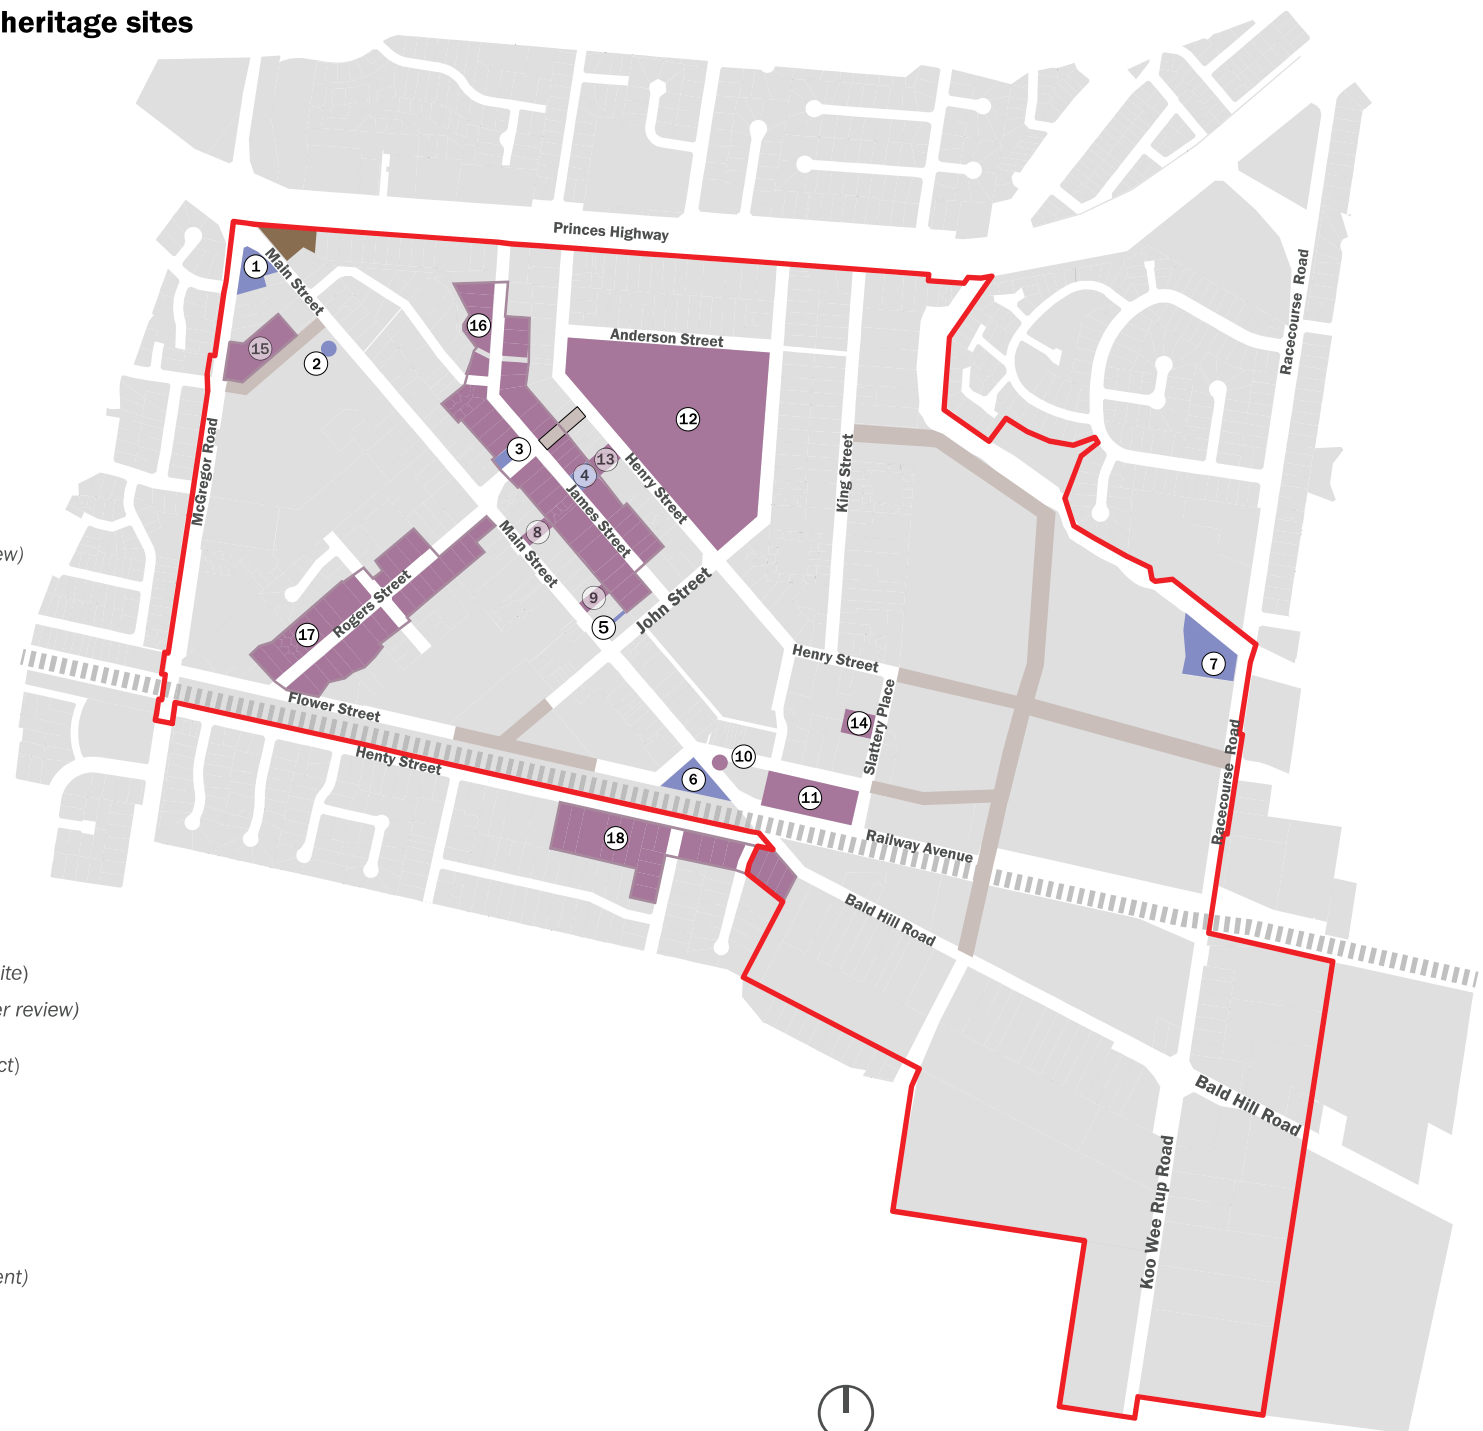 heritage sites
Princes Highway
1
Main Street
Racecourse Road
16
Anderson Street
15
2
12
McGregor Road
3
13
King Street
4
Henry Street
James Street
8
Main Street
9
John Street
5
ew)
17
Rogers Street
Henry Street
7
Flower Street
14
Slattery Place
Racecourse Road
Henty Street
10
6
11
18
Railway Avenue
Bald Hill Road
ite)
er review)
ct)
Bald Hill Road
Koo Wee Rup Road
ent)